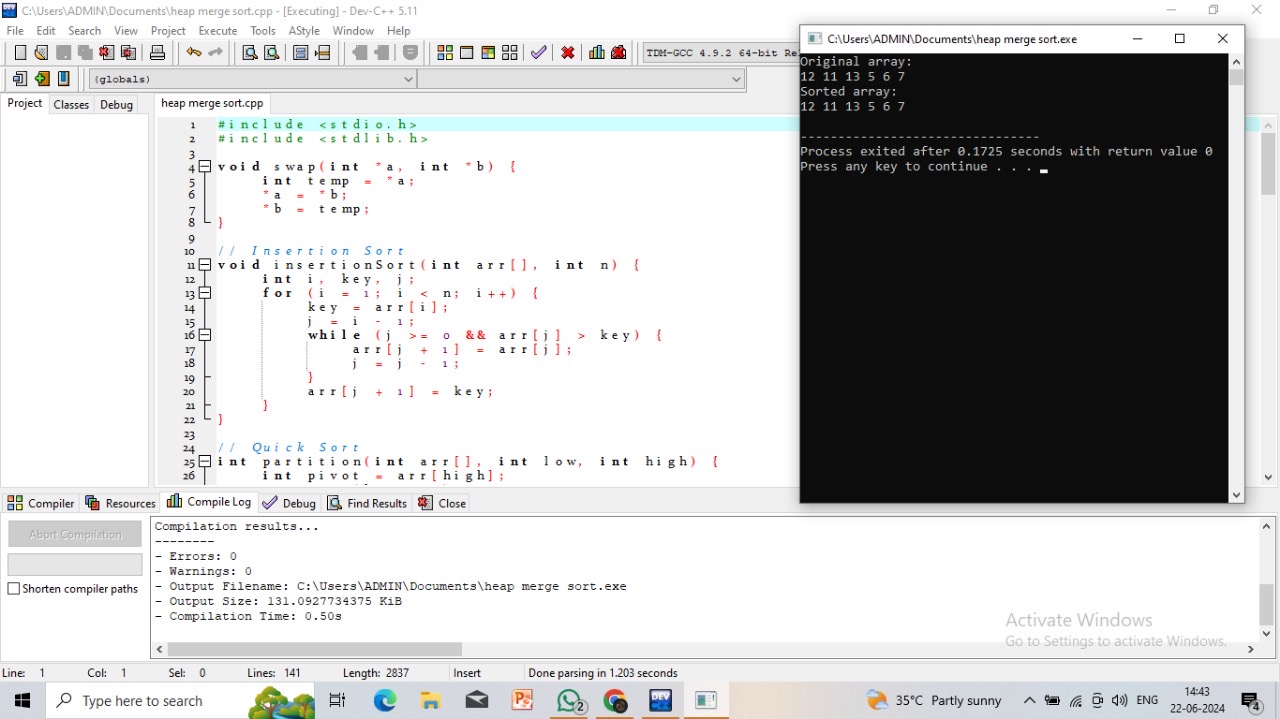 C:\Users\ADMIN\Documents\heap merge sort.cpp - [Executing] - Dev-C++ 5.11
File Edit Search View Project Execute Tools AStyle Window Help
TDM-GCC 4.9.2 64-bit Re
(globals)
Project Classes Debug
heap merge sort.cpp
1 #include <stdio.h>
2 #include <stdlib.h>
3
4 void swap(int *a, int *b) {
5 int temp = *a;
6 *a = *b;
7 *b = temp;
8 }
9
10 // Insertion Sort
11 void insertionSort(int arr[], int n) {
12 int i, key, j;
13 for (i = 1; i < n; i++) {
14 key = arr[i];
15 j = i - 1;
16 while (j >= 0 && arr[j] > key) {
17 arr[j + 1] = arr[j];
18 j = j - 1;
19 }
20 arr[j + 1] = key;
21 }
22 }
23
24 // Quick Sort
25 int partition(int arr[], int low, int high) {
26 int pivot = arr[high];
C:\Users\ADMIN\Documents\heap merge sort.exe
Original array:
12 11 13 5 6 7
Sorted array:
12 11 13 5 6 7
--------------------------------
Process exited after 0.1725 seconds with return value 0
Press any key to continue . . .
Compiler Resources Compile Log Debug Find Results Close
Abort Compilation
Shorten compiler paths
Compilation results...
--------
- Errors: 0
- Warnings: 0
- Output Filename: C:\Users\ADMIN\Documents\heap merge sort.exe
- Output Size: 131.0927734375 KiB
- Compilation Time: 0.50s
Activate Windows
Go to Settings to activate Windows.
Line: 1 Col: 1 Sel: 0 Lines: 141 Length: 2837 Insert Done parsing in 1.203 seconds
Type here to search
2
DEV
35°C Partly sunny
ENG
14:43
22-06-2024
4